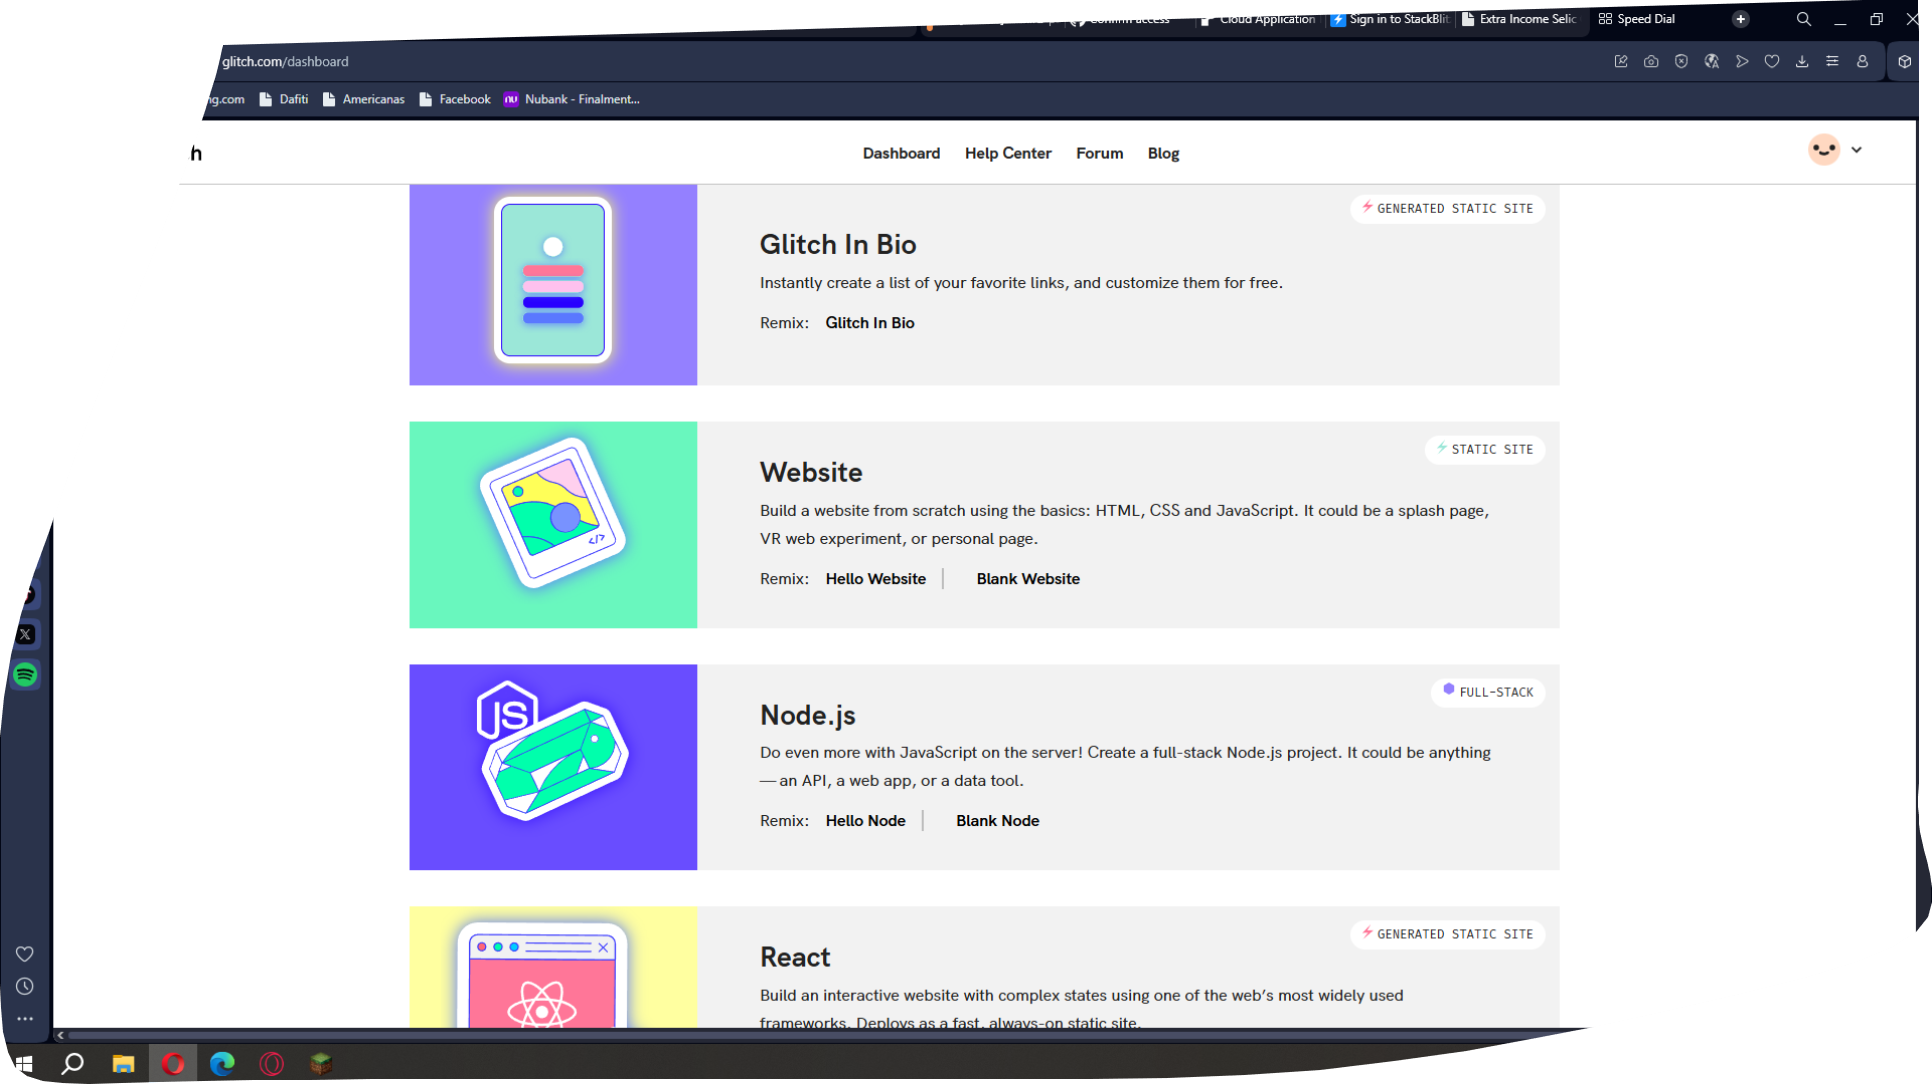 Cloud Application
Sign in to StackBlit
Extra Income Selic
Speed Dial
glitch.com/dashboard
ng.com
Dafiti
Americanas
Facebook
nu
Nubank - Finalment...
h
Dashboard
Help Center
Forum
Blog
GENERATED STATIC SITE
Glitch In Bio
Instantly create a list of your favorite links, and customize them for free.
Remix: Glitch In Bio
STATIC SITE
Website
Build a website from scratch using the basics: HTML, CSS and JavaScript. It could be a splash page,
VR web experiment, or personal page.
Remix: Hello Website | Blank Website
</>
FULL-STACK
JS
Node.js
Do even more with JavaScript on the server! Create a full-stack Node.js project. It could be anything
—an API, a web app, or a data tool.
Remix: Hello Node | Blank Node
GENERATED STATIC SITE
React
Build an interactive website with complex states using one of the web’s most widely used
frameworks. Deploys as a fast, always-on static site.